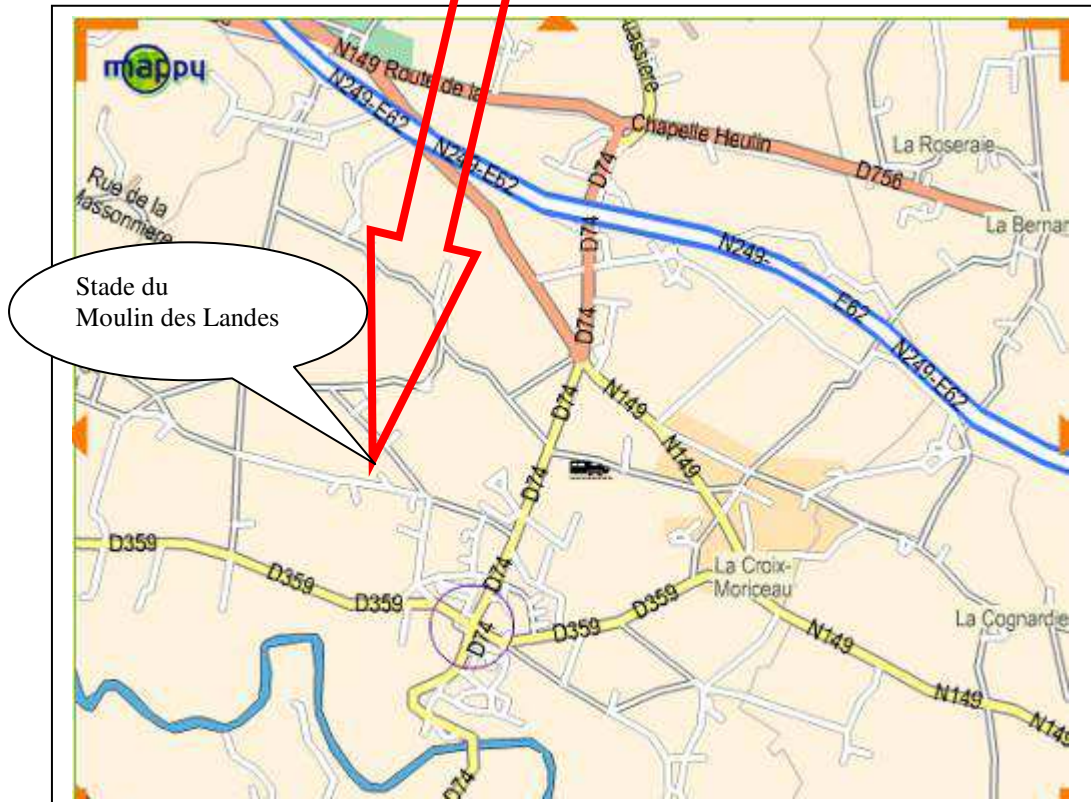 mappy
N149 Route de la
Chapelle Heulin
N249-E62
N249-E62
D74
D756
La Roseraie
La Bernar
Rue de la
Massonniere
D74
N249-
E62
N249-E62
Stade du
Moulin des Landes
D74
D74
N149
N149
D74
D74
D359
D359
D359
D74
D74
D359
D359
La Croix-
Moriceau
La Cognardie
N149
N149
N149
D74